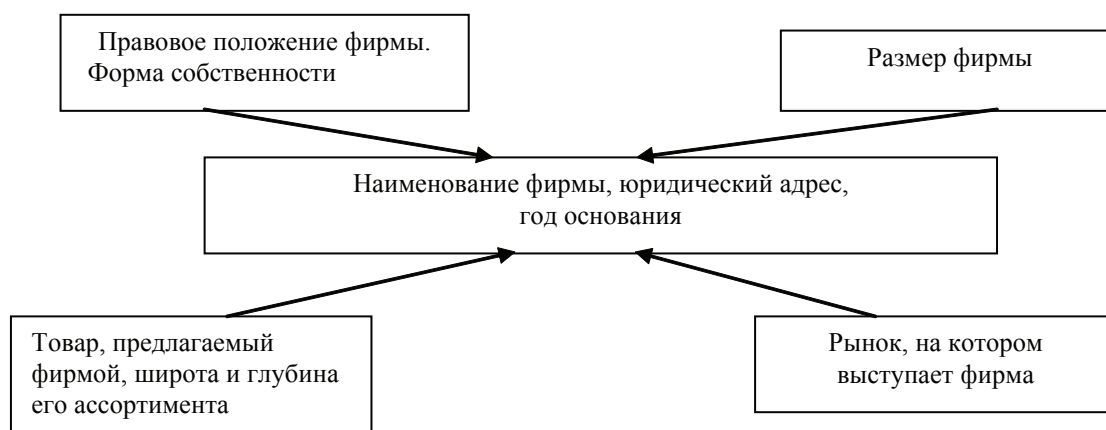 Правовое положение фирмы.
Форма собственности
Размер фирмы
Наименование фирмы, юридический адрес,
год основания
Товар, предлагаемый
фирмой, широта и глубина
его ассортимента
Рынок, на котором
выступает фирма